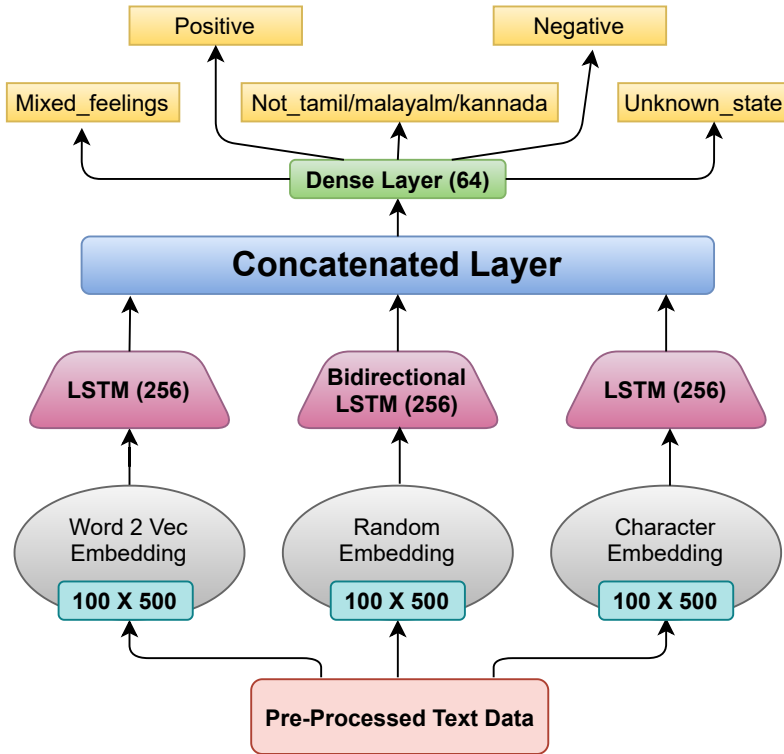 Positive
Negative
Mixed_feelings
Not_tamil/malayalm/kannada
Unknown_state
Dense Layer (64)
Concatenated Layer
LSTM (256)
Bidirectional
LSTM (256)
LSTM (256)
Word 2 Vec
Embedding
100 X 500
Random
Embedding
100 X 500
Character
Embedding
100 X 500
Pre-Processed Text Data